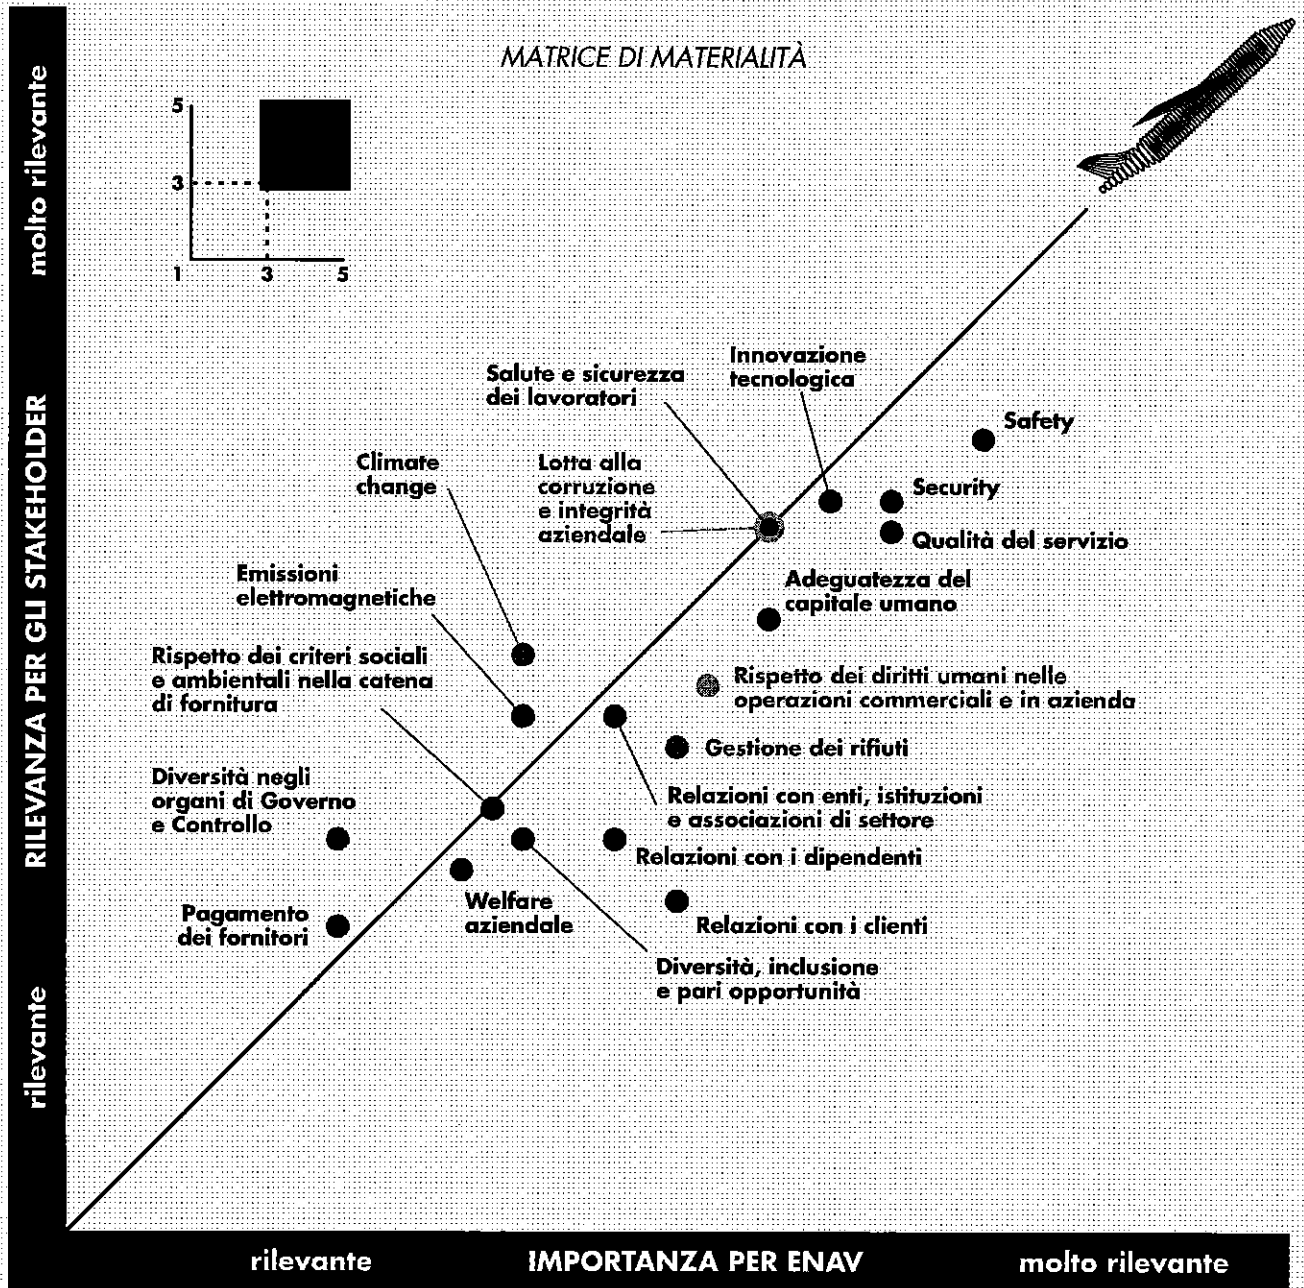 MATRICE DI MATERIALITÀ
molto rilevante
RILEVANZA PER GLI STAKEHOLDER
rilevante
5
3
1
3
5
Innovazione
tecnologica
Salute e sicurezza
dei lavoratori
Safety
Climate
change
Lotta alla
corruzione
e integrità
aziendale
Security
Qualità del servizio
Emissioni
elettromagnetiche
Adeguatezza del
capitale umano
Rispetto dei criteri sociali
e ambientali nella catena
di fornitura
Rispetto dei diritti umani nelle
operazioni commerciali e in azienda
Gestione dei rifiuti
Diversità negli
organi di Governo
e Controllo
Relazioni con enti, istituzioni
e associazioni di settore
Relazioni con i dipendenti
Welfare
aziendale
Pagamento
dei fornitori
Relazioni con i clienti
Diversità, inclusione
e pari opportunità
rilevante
IMPORTANZA PER ENAV
molto rilevante